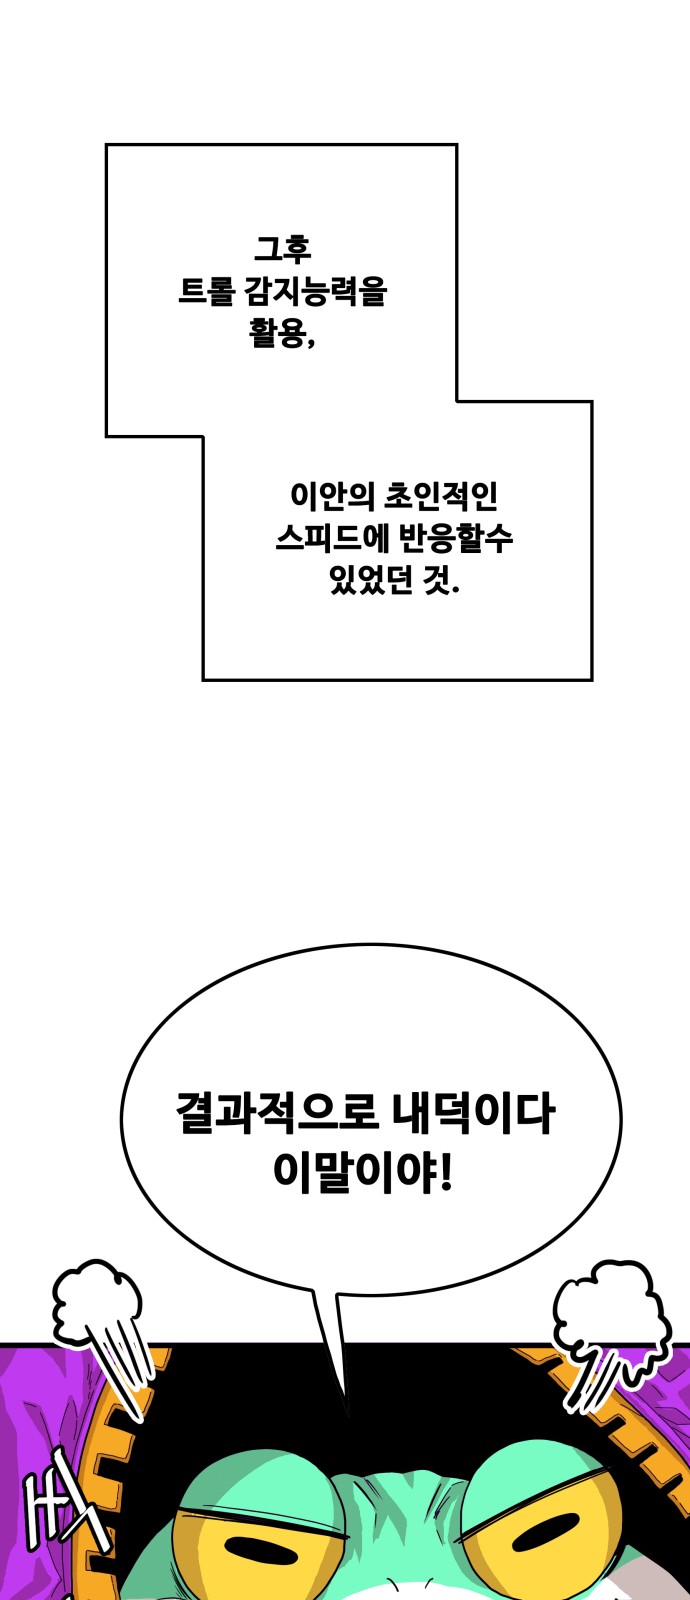 그후
트롤 감지능력을
활용,
이안의 초인적인
스피드에 반응할수
있었던 것.
결과적으로 내덕이다
이말이야!
씩